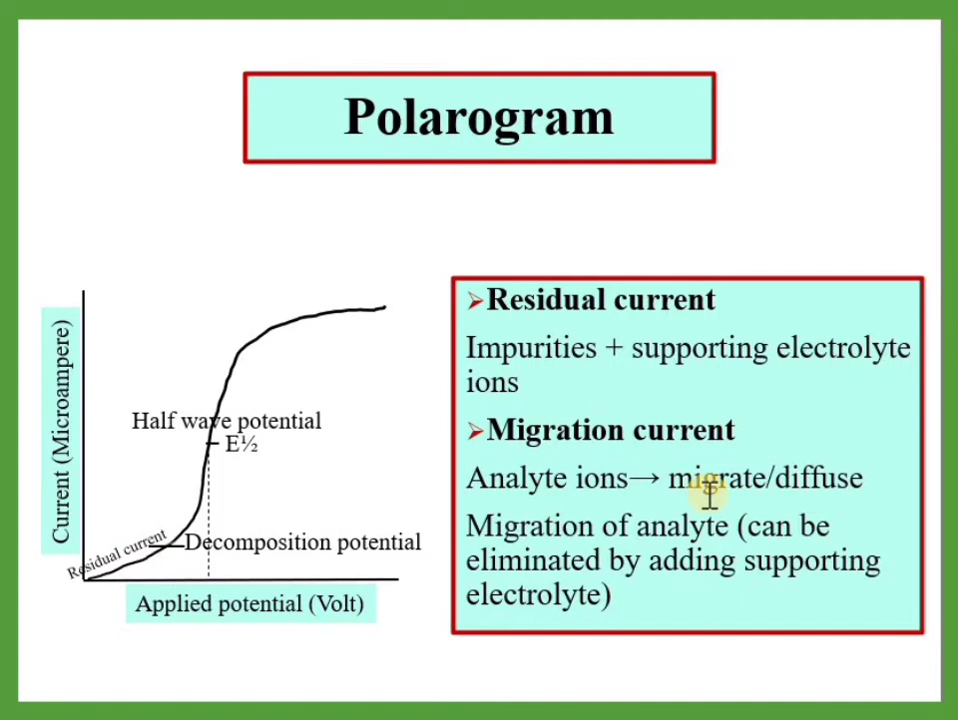 Polarogram
Current (Microampere)
Half wave potential
E½
Residual current
Decomposition potential
Applied potential (Volt)
➢Residual current
Impurities + supporting electrolyte
ions
➢Migration current
Analyte ions→ migrate/diffuse
Migration of analyte (can be
eliminated by adding supporting
electrolyte)